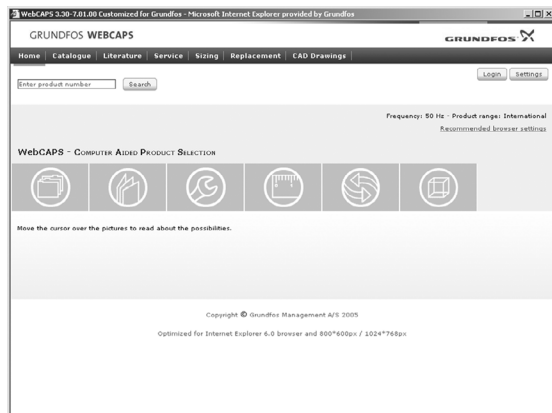 WebCAPS 3.30-7.01.00 Customized for Grundfos - Microsoft Internet Explorer provided by Grundfos
GRUNDFOS WEBCAPS
GRUNDFOS
Home Catalogue Literature Service Sizing Replacement CAD Drawings
Login Settings
Enter product number Search
Frequency: 50 Hz - Product range: International
Recommended browser settings
WebCAPS - Computer Aided Product Selection
Move the cursor over the pictures to read about the possibilities.
Copyright © Grundfos Management A/S 2005
Optimized for Internet Explorer 6.0 browser and 800*600px / 1024*768px